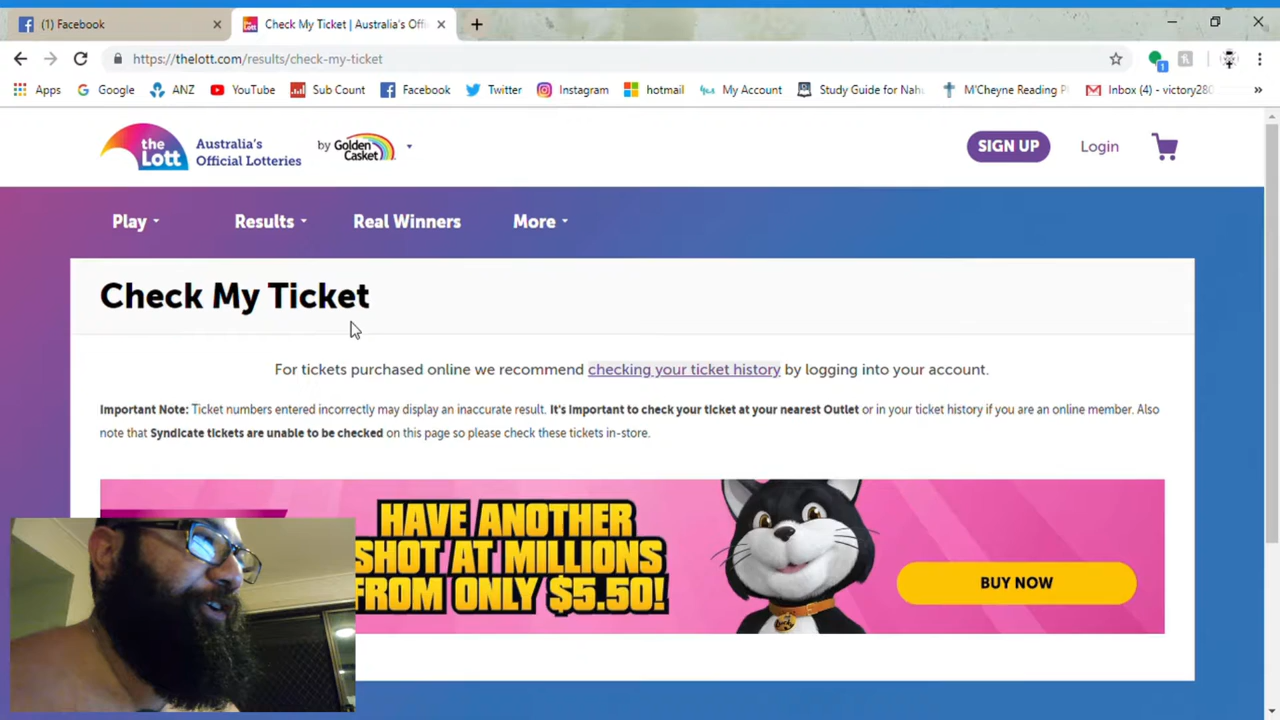 (1) Facebook
Check My Ticket | Australia's Offi
https://thelott.com/results/check-my-ticket
1
Apps
Google
ANZ
YouTube
Sub Count
Facebook
Twitter
Instagram
hotmail
My Account
Study Guide for Nahu
M'Cheyne Reading P
Inbox (4) - victory280
»
the Lott
Australia's
Official Lotteries
by Golden Casket
SIGN UP
Login
Play
Results
Real Winners
More
Check My Ticket
For tickets purchased online we recommend checking your ticket history by logging into your account.
Important Note: Ticket numbers entered incorrectly may display an inaccurate result. It's Important to check your ticket at your nearest Outlet or in your ticket history if you are an online member. Also
note that Syndicate tickets are unable to be checked on this page so please check these tickets in-store.
HAVE ANOTHER
SHOT AT MILLIONS
FROM ONLY $5.50!
BUY NOW